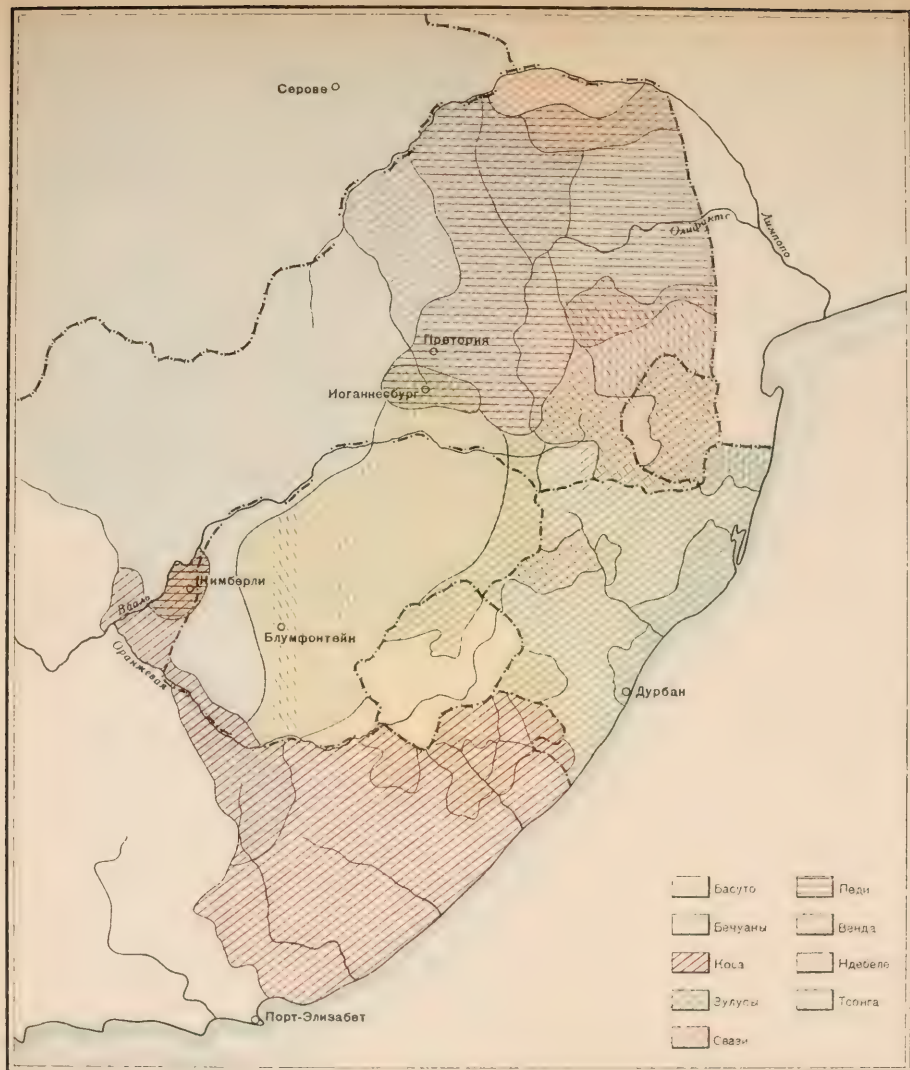 Серове
Олифантс
Лимпопо
Претория
Иоганнесбург
Кимберли
Вааль
Блумфонтейн
Оранжевая
Дурбан
Порт-Элизабет
Басуто
Бечуаны
Коса
Зулусы
Свази
Педи
Венда
Ндебеле
Тсонга